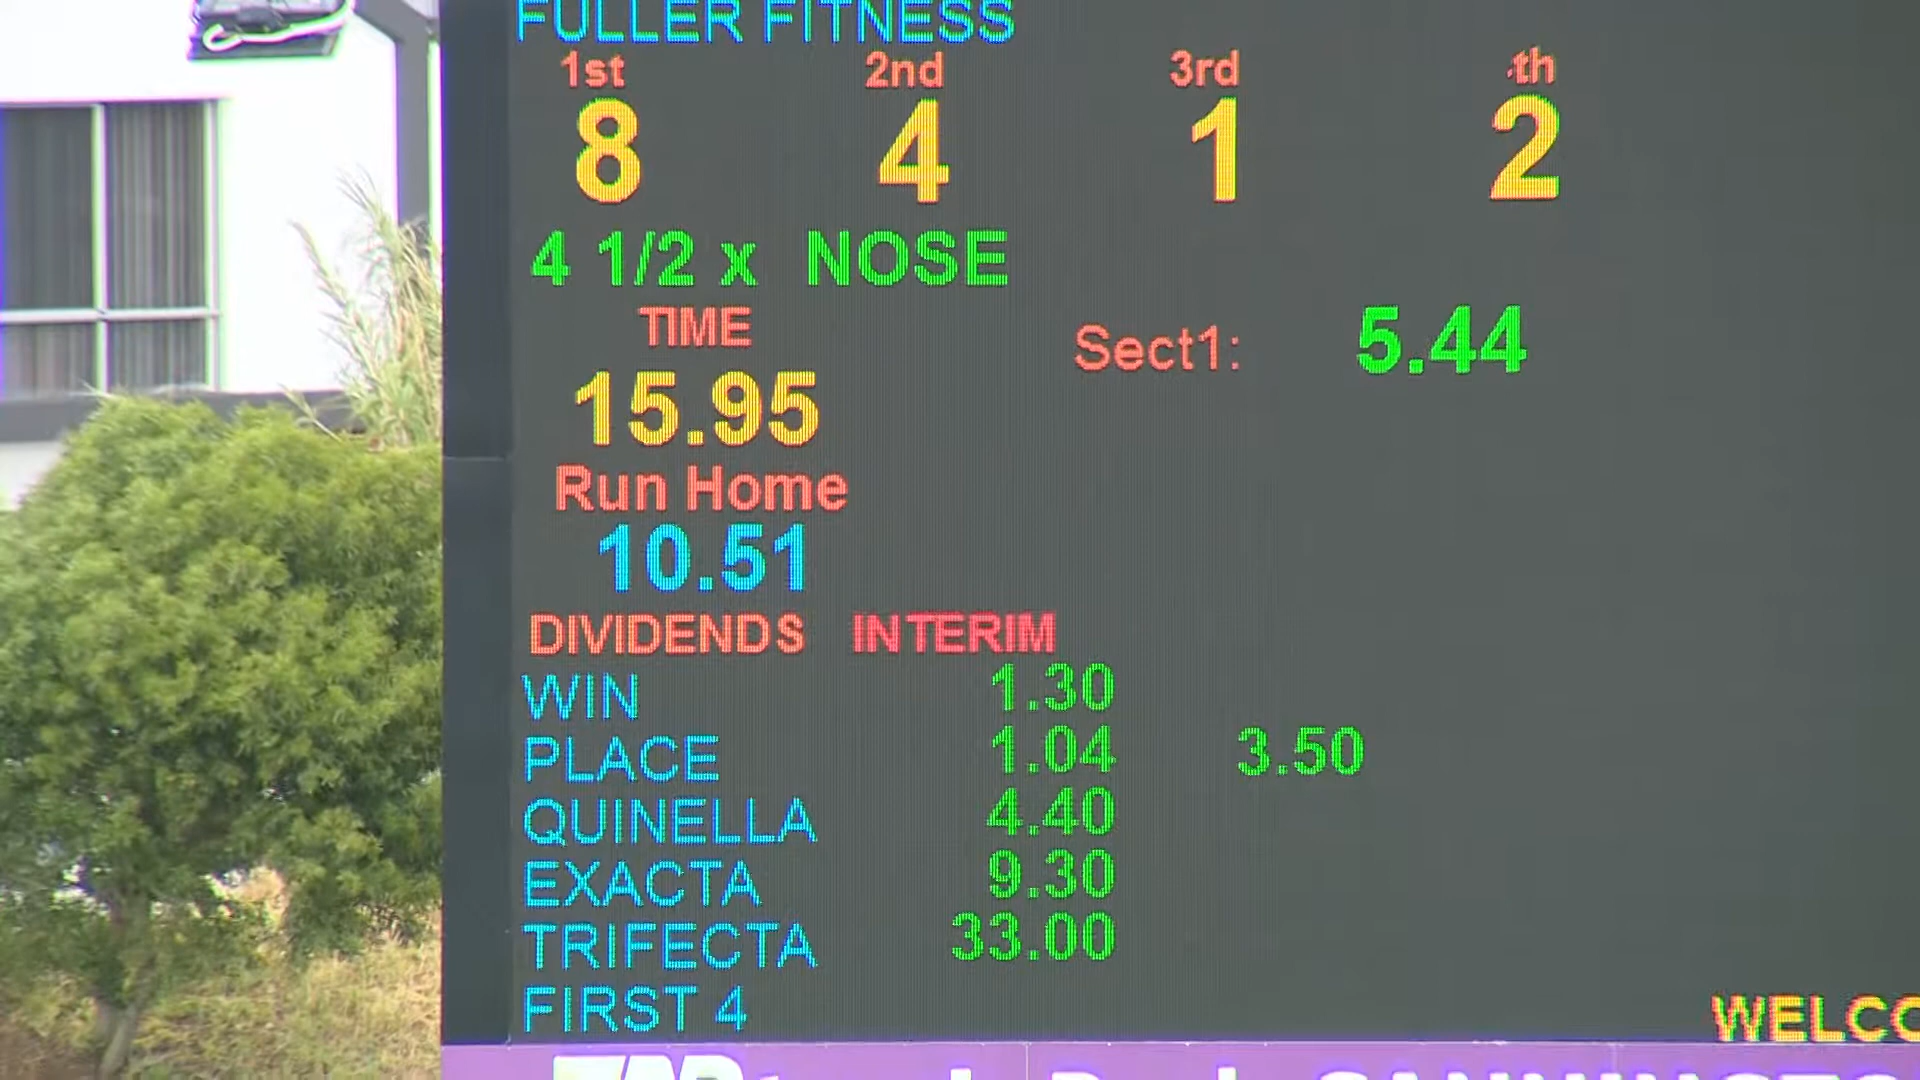 FULLER FITNESS
1st 2nd 3rd th
8 4 1 2
4 1/2 x NOSE
TIME
Sect1: 5.44
15.95
Run Home
10.51
DIVIDENDS INTERIM
WIN 1.30
PLACE 1.04 3.50
QUINELLA 4.40
EXACTA 9.30
TRIFECTA 33.00
FIRST 4
WELCO